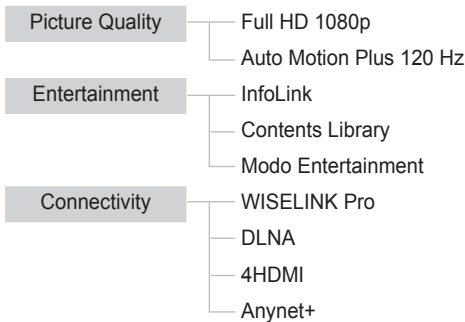 Picture Quality
Full HD 1080p
Auto Motion Plus 120 Hz
Entertainment
InfoLink
Contents Library
Modo Entertainment
Connectivity
WISELINK Pro
DLNA
4HDMI
Anynet+